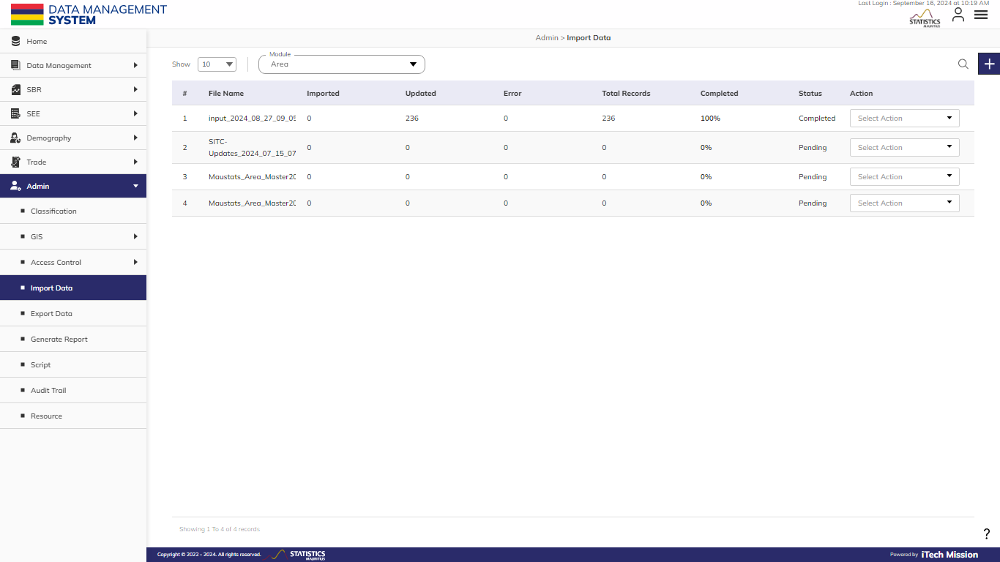 DATA MANAGEMENT
SYSTEM
Last Login : September 16, 2024 at 10:19 AM
STATISTICS
MAURITIUS
Home
Data Management
SBR
SEE
Demography
Trade
Admin
Classification
GIS
Access Control
Import Data
Export Data
Generate Report
Script
Audit Trail
Resource
Admin > Import Data
Show 10 Module Area
# File Name Imported Updated Error Total Records Completed Status Action
1 input_2024_08_27_09_05 0 236 0 236 100% Completed Select Action
2 SITC-
Updates_2024_07_15_07 0 0 0 0 0% Pending Select Action
3 Maustats_Area_Master20 0 0 0 0 0% Pending Select Action
4 Maustats_Area_Master20 0 0 0 0 0% Pending Select Action
Showing 1 To 4 of 4 records
?
Copyright © 2022 - 2024. All rights reserved. STATISTICS
MAURITIUS
Powered by iTech Mission